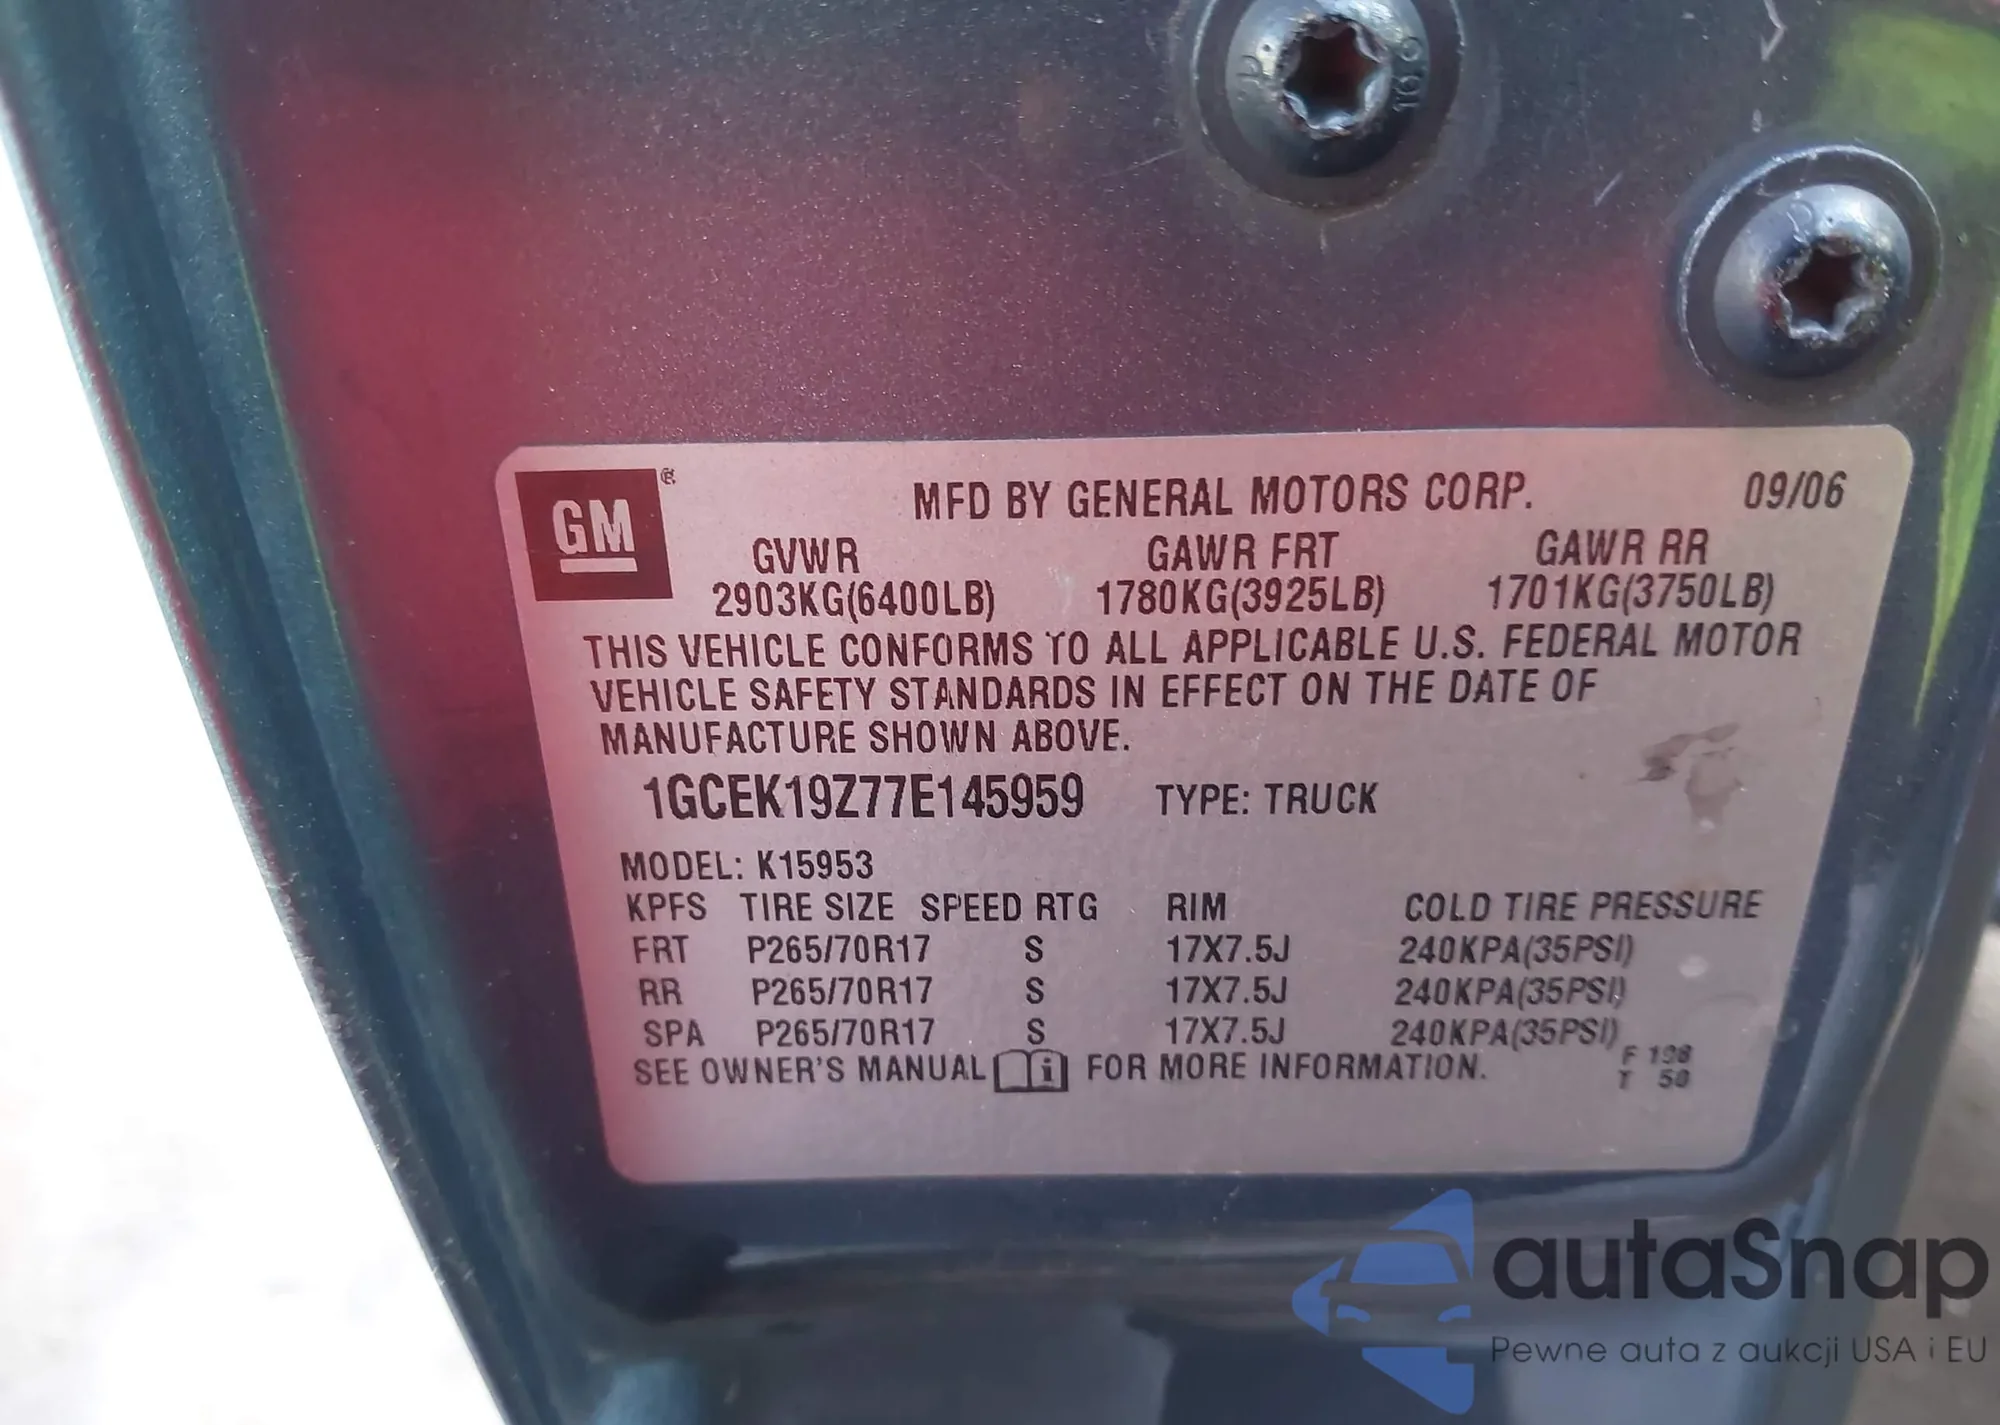 GM
MFD BY GENERAL MOTORS CORP. 09/06
GVWR GAWR FRT GAWR RR
2903KG(6400LB) 1780KG(3925LB) 1701KG(3750LB)
THIS VEHICLE CONFORMS TO ALL APPLICABLE U.S. FEDERAL MOTOR
VEHICLE SAFETY STANDARDS IN EFFECT ON THE DATE OF
MANUFACTURE SHOWN ABOVE.
1GCEK19Z77E145959 TYPE: TRUCK
MODEL: K15953
KPFS TIRE SIZE SPEED RTG RIM COLD TIRE PRESSURE
FRT P265/70R17 S 17X7.5J 240KPA(35PSI)
RR P265/70R17 S 17X7.5J 240KPA(35PSI)
SPA P265/70R17 S 17X7.5J 240KPA(35PSI)
SEE OWNER'S MANUAL i FOR MORE INFORMATION.
F 198
T 50
autaSnap
Pewne auta z aukcji USA i EU